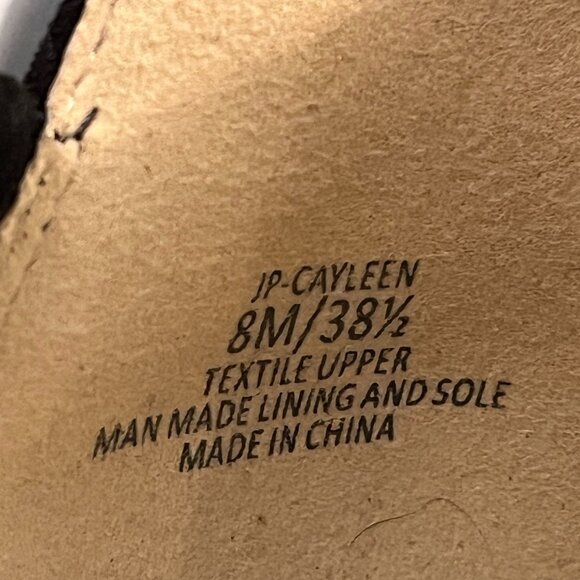 JP-CAYLEEN
8M/38½
TEXTILE UPPER
MAN MADE LINING AND SOLE
MADE IN CHINA